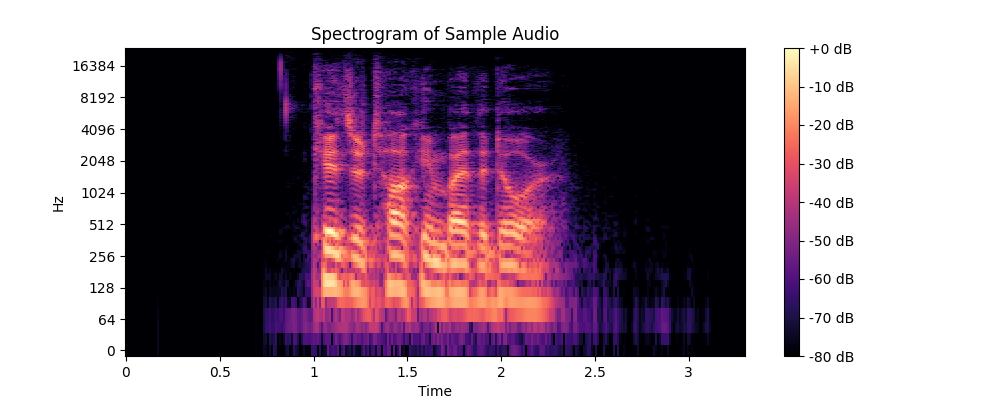 Spectrogram of Sample Audio
Hz
16384
8192
4096
2048
1024
512
256
128
64
0
0 0.5 1 1.5 2 2.5 3
Time
+0 dB
-10 dB
-20 dB
-30 dB
-40 dB
-50 dB
-60 dB
-70 dB
-80 dB